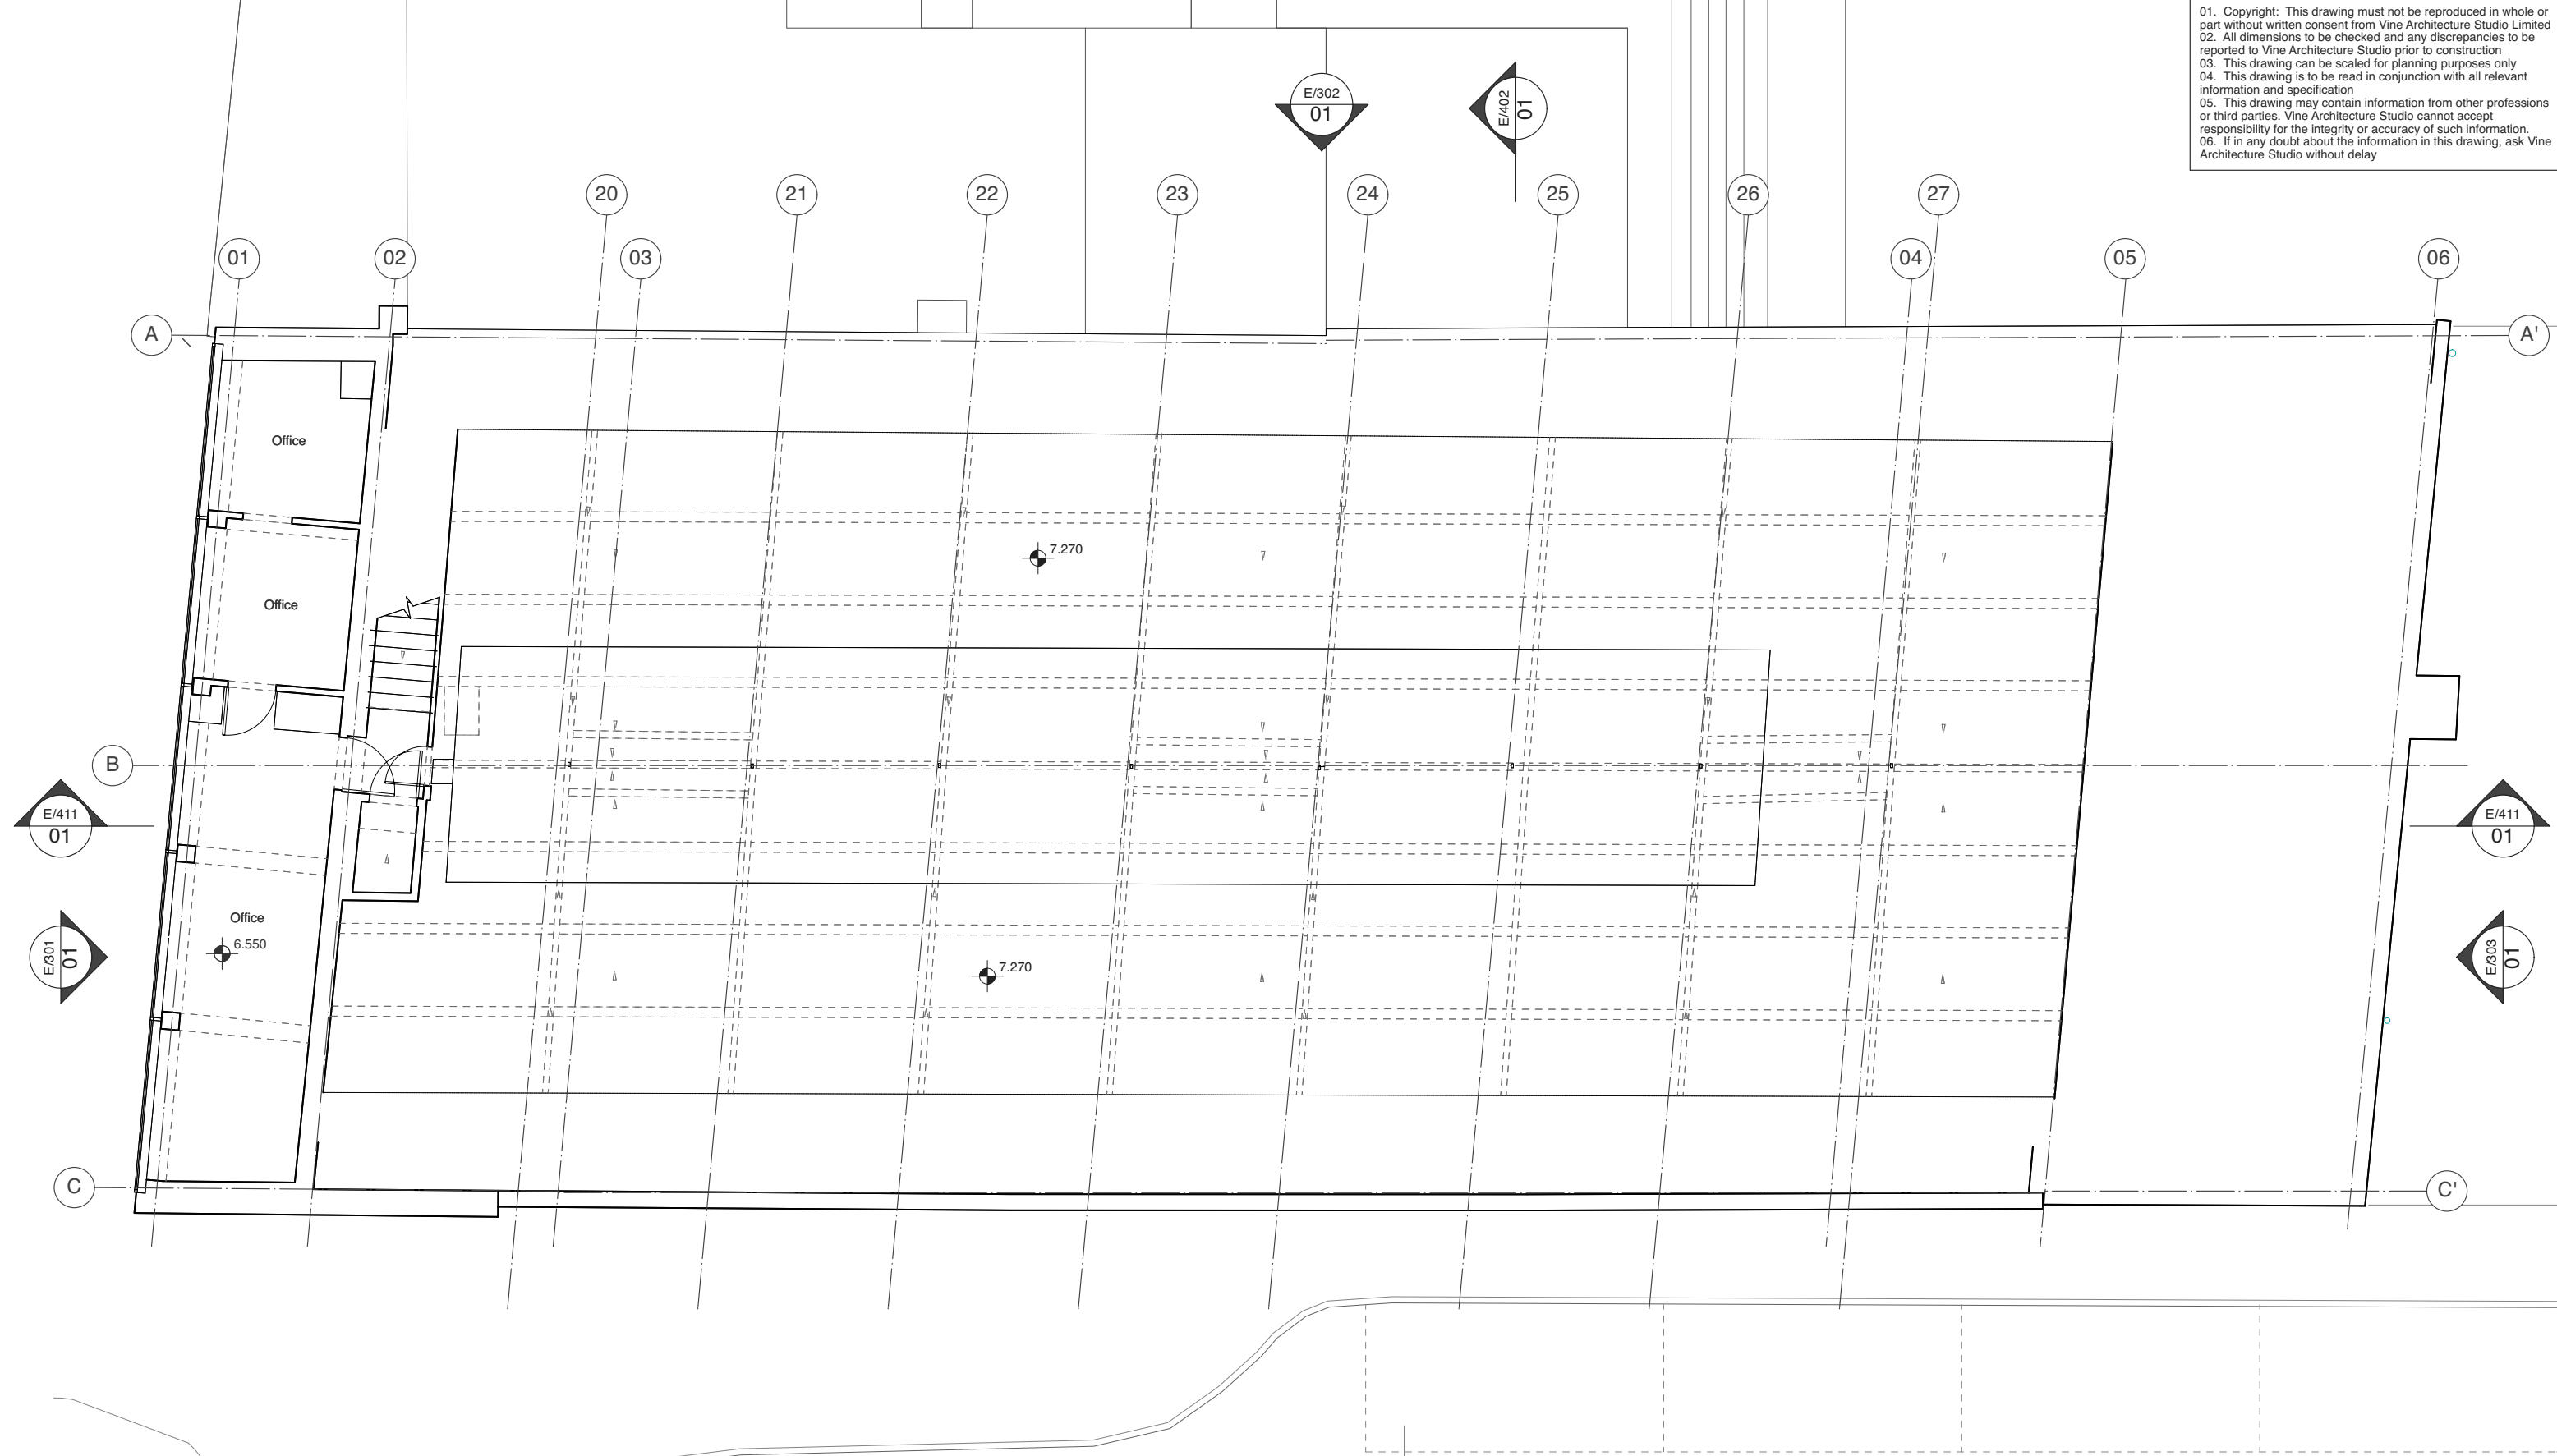 01.  Copyright:  This drawing must not be reproduced in whole or
part without written consent from Vine Architecture Studio Limited
02.  All dimensions to be checked and any discrepancies to be
reported to Vine Architecture Studio prior to construction
03.  This drawing can be scaled for planning purposes only
04.  This drawing is to be read in conjunction with all relevant
information and specification
05.  This drawing may contain information from other professions
or third parties. Vine Architecture Studio cannot accept
responsibility for the integrity or accuracy of such information.
06.  If in any doubt about the information in this drawing, ask Vine
Architecture Studio without delay
E/302
01
E/402
01
20
21
22
23
24
25
26
27
01
02
03
04
05
06
A
A'
Office
7.270
Office
B
E/411
01
E/411
01
Office
6.550
E/301
01
7.270
E/303
01
C
C'